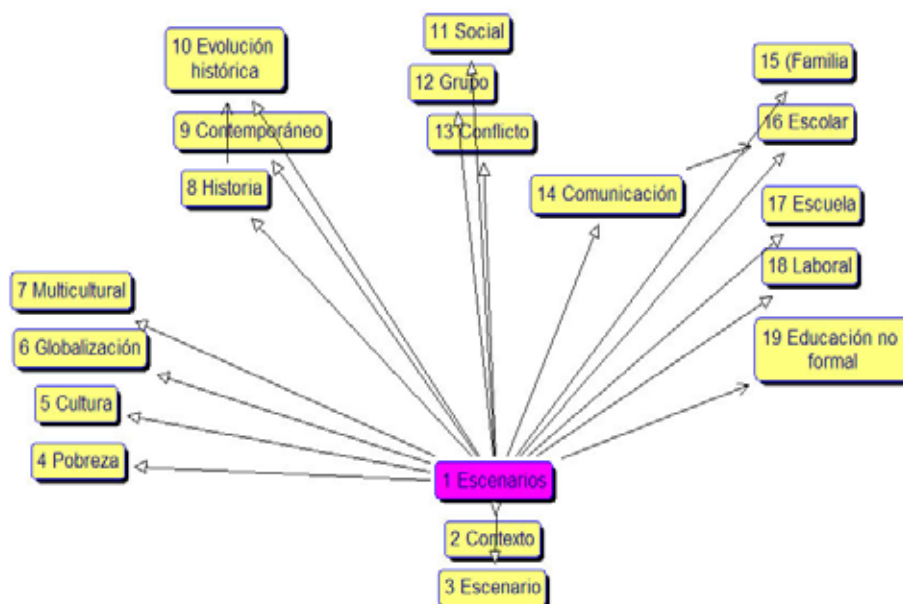 10 Evolución
histórica
11 Social
15 (Familia
12 Grupo
9 Contemporáneo
13 Conflicto
16 Escolar
8 Historia
14 Comunicación
17 Escuela
7 Multicultural
18 Laboral
6 Globalización
19 Educación no
formal
5 Cultura
4 Pobreza
1 Escenarios
2 Contexto
3 Escenario